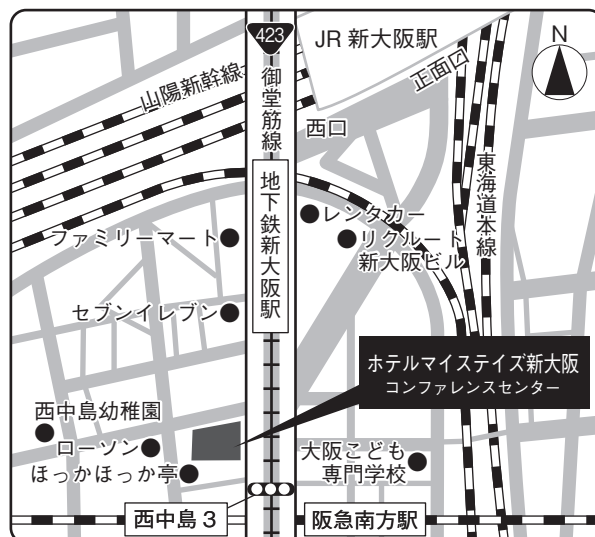 423
JR 新大阪駅
N
御堂筋線
山陽新幹線
正面口
西口
東海道本線
地下鉄新大阪駅
レンタカー
ファミリーマート
リクルート
新大阪ビル
セブンイレブン
ホテルマイステイズ新大阪
コンファレンスセンター
西中島幼稚園
ローソン
ほっかほっか亭
大阪こども
専門学校
西中島3
阪急南方駅